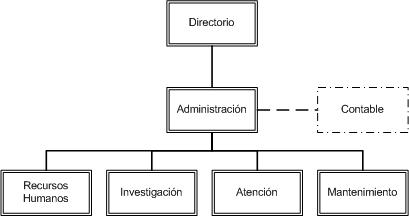 Directorio
Administración
Contable
Recursos
Humanos
Investigación
Atención
Mantenimiento